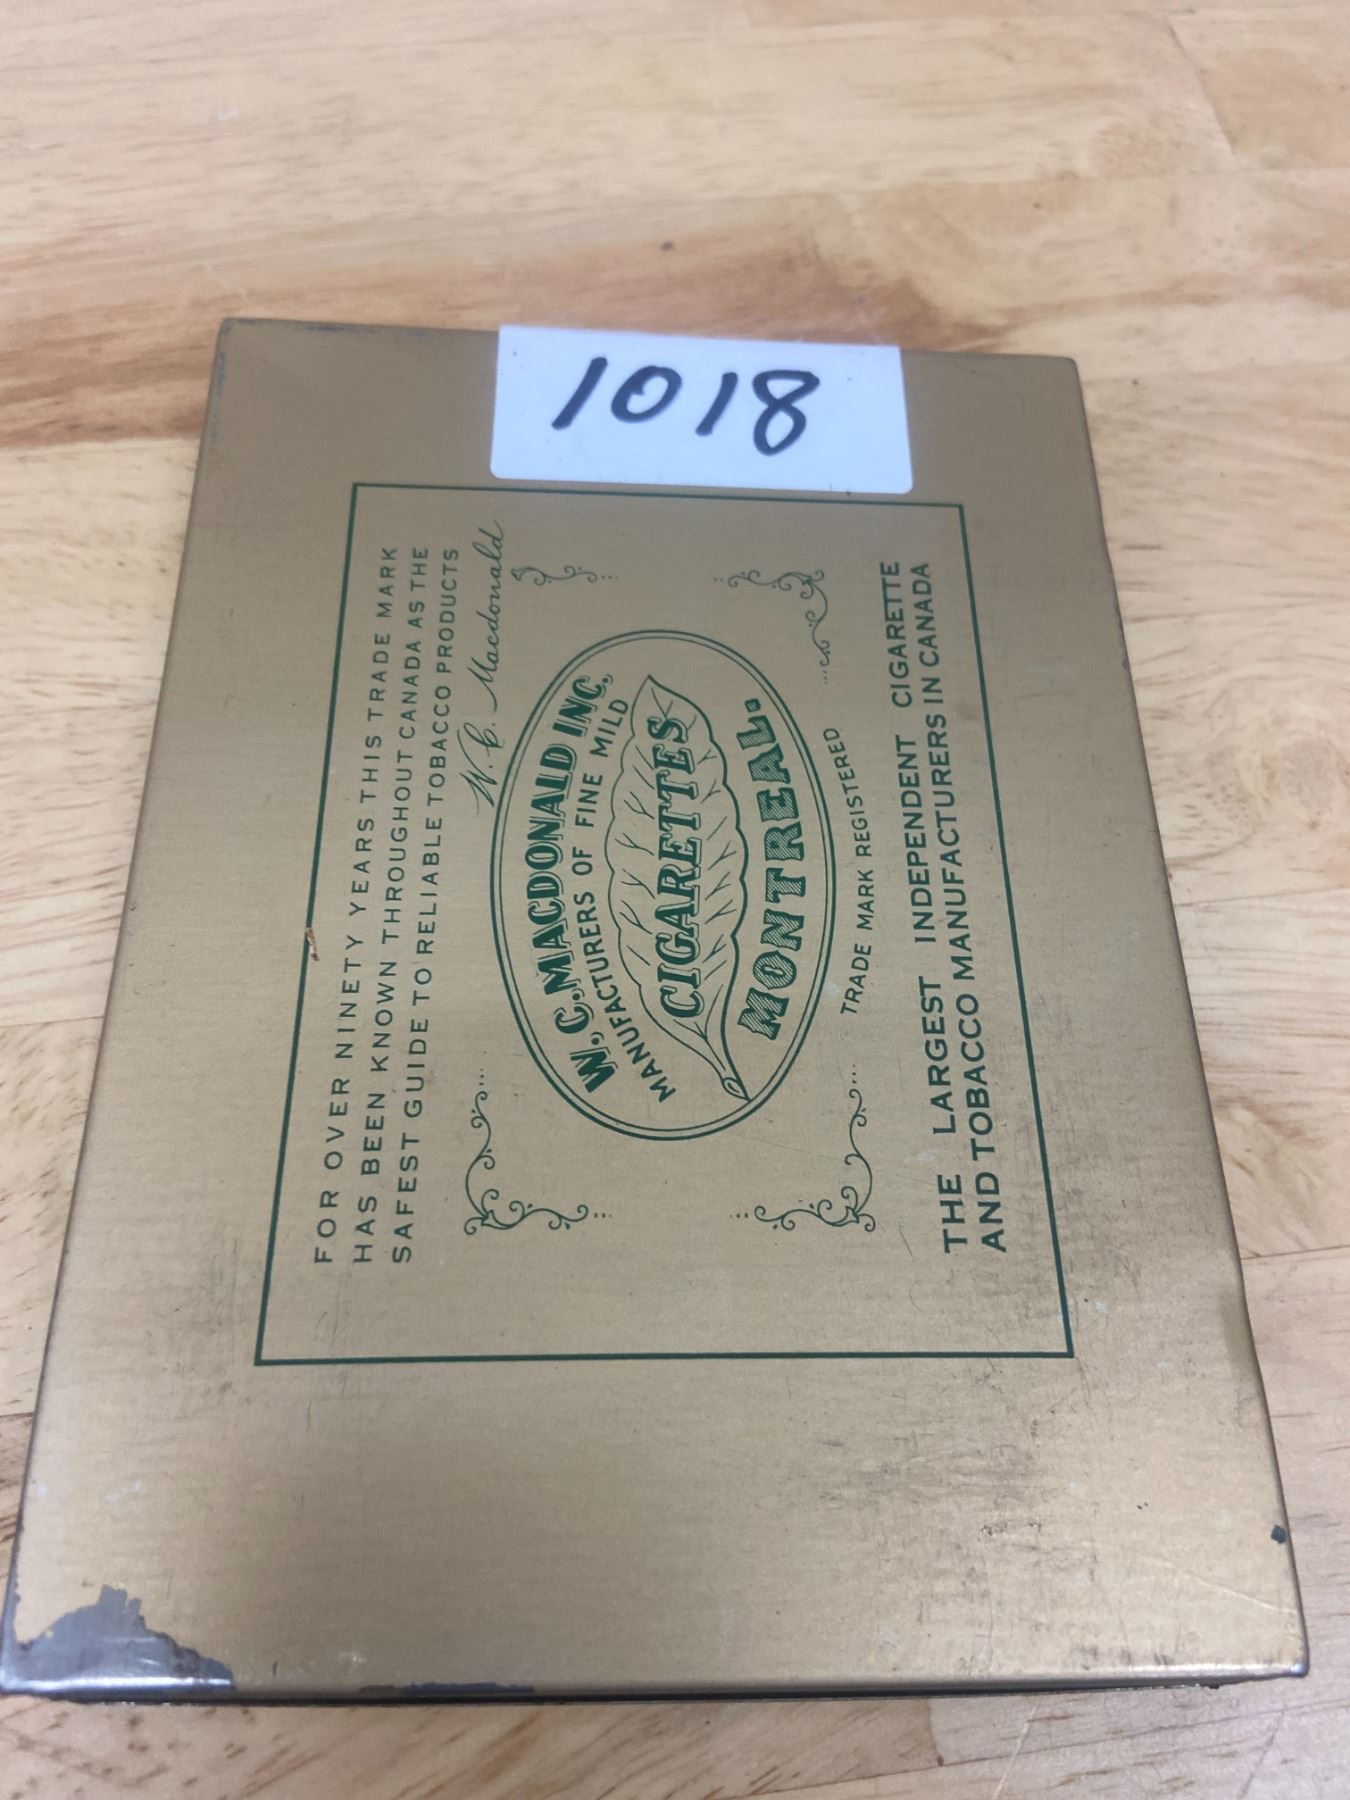 1018
FOR OVER NINETY YEARS THIS TRADE MARK
HAS BEEN KNOWN THROUGHOUT CANADA AS THE
SAFEST GUIDE TO RELIABLE TOBACCO PRODUCTS
W. C. Macdonald
W. C. MACDONALD INC.,
MANUFACTURERS OF FINE MILD
CIGARETTES
MONTREAL.
TRADE MARK REGISTERED
THE LARGEST INDEPENDENT CIGARETTE
AND TOBACCO MANUFACTURERS IN CANADA